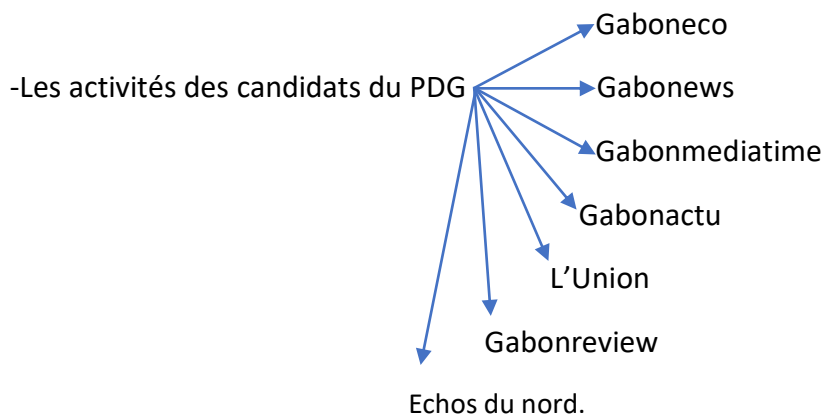 Gaboneco
-Les activités des candidats du PDG
Gabonews
Gabonmediatime
Gabonactu
L’Union
Gabonreview
Echos du nord.